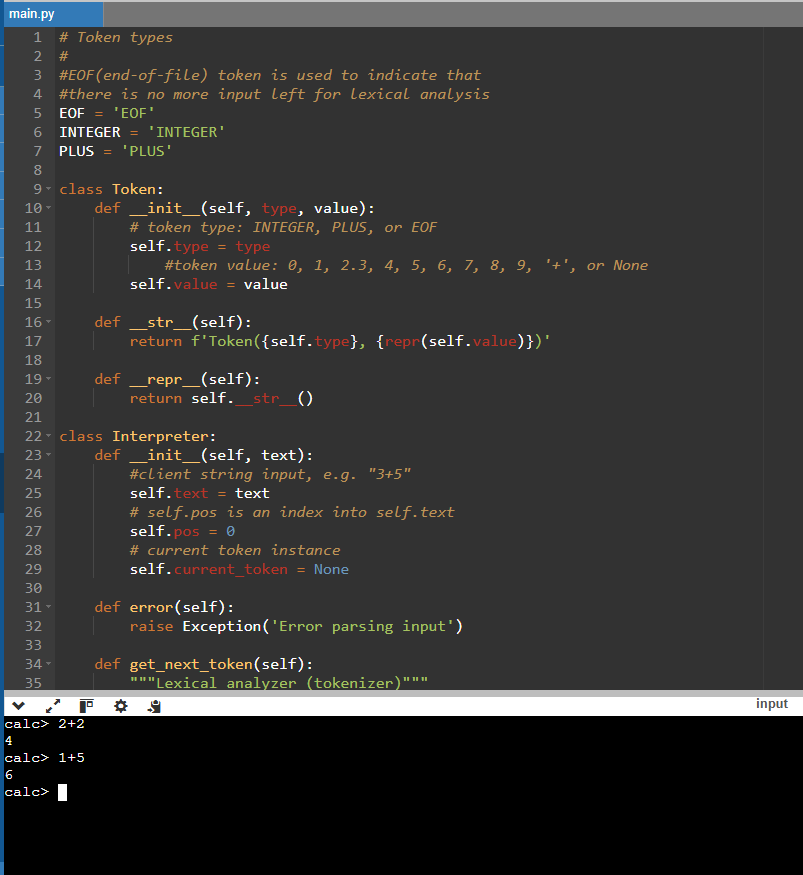 main.py
1 # Token types
2 #
3 #EOF(end-of-file) token is used to indicate that
4 #there is no more input left for lexical analysis
5 EOF = 'EOF'
6 INTEGER = 'INTEGER'
7 PLUS = 'PLUS'
8
9 class Token:
10     def __init__(self, type, value):
11         # token type: INTEGER, PLUS, or EOF
12         self.type = type
13             #token value: 0, 1, 2.3, 4, 5, 6, 7, 8, 9, '+', or None
14         self.value = value
15
16     def __str__(self):
17         return f'Token({self.type}, {repr(self.value)})'
18
19     def __repr__(self):
20         return self.__str__()
21
22 class Interpreter:
23     def __init__(self, text):
24         #client string input, e.g. "3+5"
25         self.text = text
26         # self.pos is an index into self.text
27         self.pos = 0
28         # current token instance
29         self.current_token = None
30
31     def error(self):
32         raise Exception('Error parsing input')
33
34     def get_next_token(self):
35         """Lexical analyzer (tokenizer)"""
input
calc> 2+2
4
calc> 1+5
6
calc>